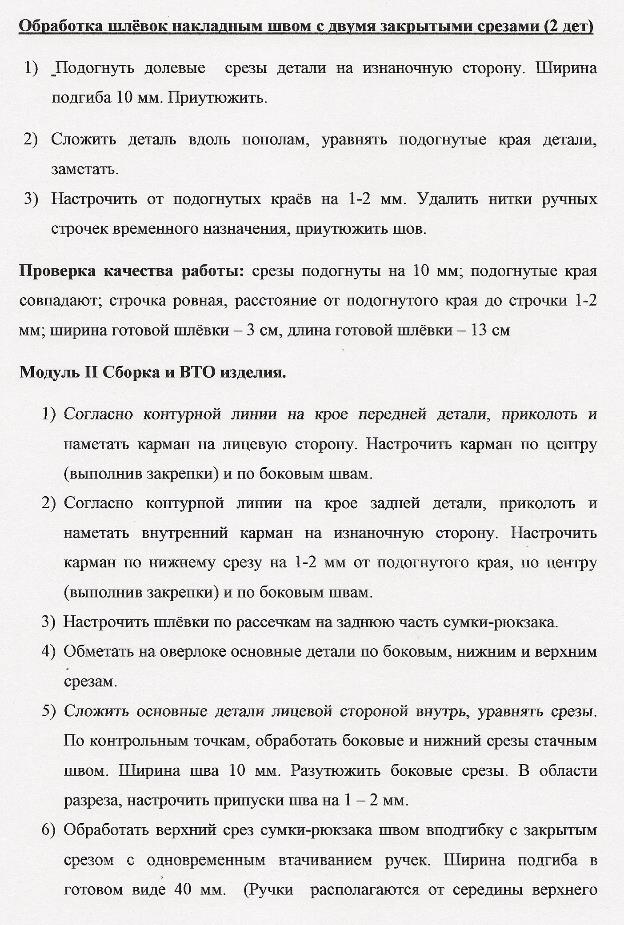 Обработка шлёвок накладным швом с двумя закрытыми срезами (2 дет)
1) Подогнуть долевые срезы детали на изнаночную сторону. Ширина
подгиба 10 мм. Приутюжить.
2) Сложить деталь вдоль пополам, уравнять подогнутые края детали,
заметать.
3) Настрочить от подогнутых краёв на 1-2 мм. Удалить нитки ручных
строчек временного назначения, приутюжить шов.
Проверка качества работы: срезы подогнуты на 10 мм; подогнутые края
совпадают; строчка ровная, расстояние от подогнутого края до строчки 1-2
мм; ширина готовой шлёвки – 3 см, длина готовой шлёвки – 13 см
Модуль II Сборка и ВТО изделия.
1) Согласно контурной линии на крое передней детали, приколоть и
наметать карман на лицевую сторону. Настрочить карман по центру
(выполнив закрепки) и по боковым швам.
2) Согласно контурной линии на крое задней детали, приколоть и
наметать внутренний карман на изнаночную сторону. Настрочить
карман по нижнему срезу на 1-2 мм от подогнутого края, по центру
(выполнив закрепки) и по боковым швам.
3) Настрочить шлёвки по рассечкам на заднюю часть сумки-рюкзака.
4) Обметать на оверлоке основные детали по боковым, нижним и верхним
срезам.
5) Сложить основные детали лицевой стороной внутрь, уравнять срезы.
По контрольным точкам, обработать боковые и нижний срезы стачным
швом. Ширина шва 10 мм. Разутюжить боковые срезы. В области
разреза, настрочить припуски шва на 1 – 2 мм.
6) Обработать верхний срез сумки-рюкзака швом вподгибку с закрытым
срезом с одновременным втачиванием ручек. Ширина подгиба в
готовом виде 40 мм. (Ручки располагаются от середины верхнего